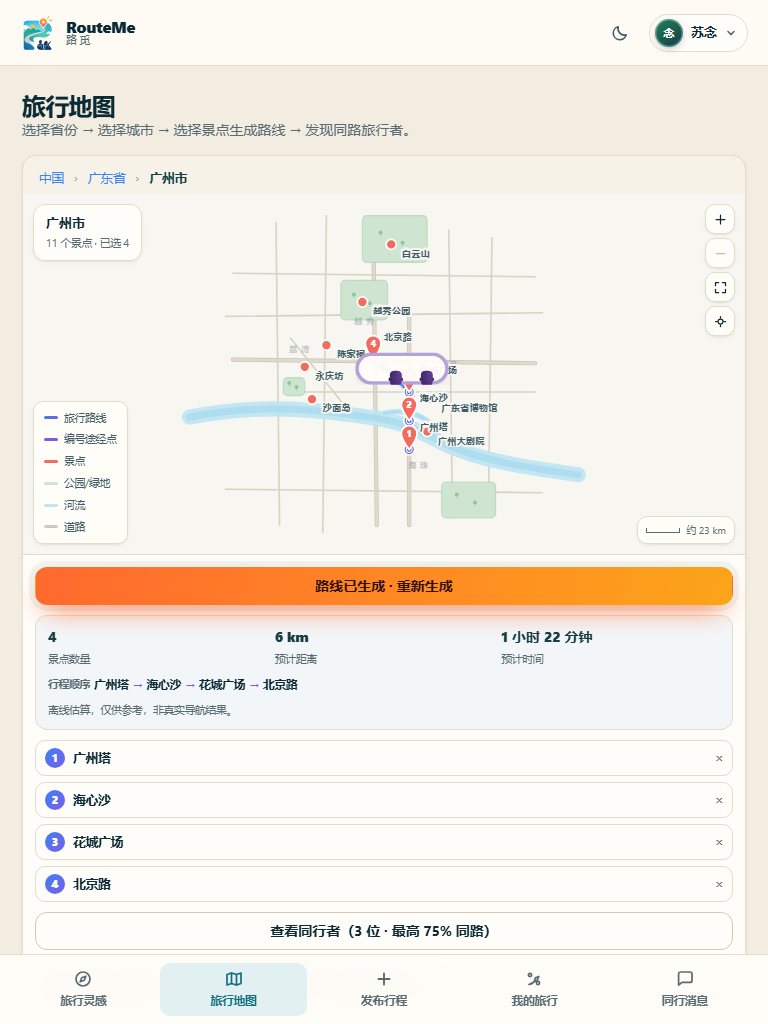 RouteMe
路觅
念
苏念
旅行地图
选择省份 → 选择城市 → 选择景点生成路线 → 发现同路旅行者。
中国 › 广东省 › 广州市
广州市
11 个景点 · 已选 4
白云山
越秀公园
越秀
北京路
4
荔湾
陈家祠
场
永庆坊
海心沙
2
沙面岛
广东省博物馆
广州塔
1
广州大剧院
海珠
旅行路线
编号途经点
景点
公园/绿地
河流
道路
约 23 km
路线已生成 · 重新生成
4
景点数量
6 km
预计距离
1 小时 22 分钟
预计时间
行程顺序 广州塔 → 海心沙 → 花城广场 → 北京路
离线估算，仅供参考，非真实导航结果。
1 广州塔 ×
2 海心沙 ×
3 花城广场 ×
4 北京路 ×
查看同行者（3 位 · 最高 75% 同路）
旅行灵感
旅行地图
发布行程
我的旅行
同行消息